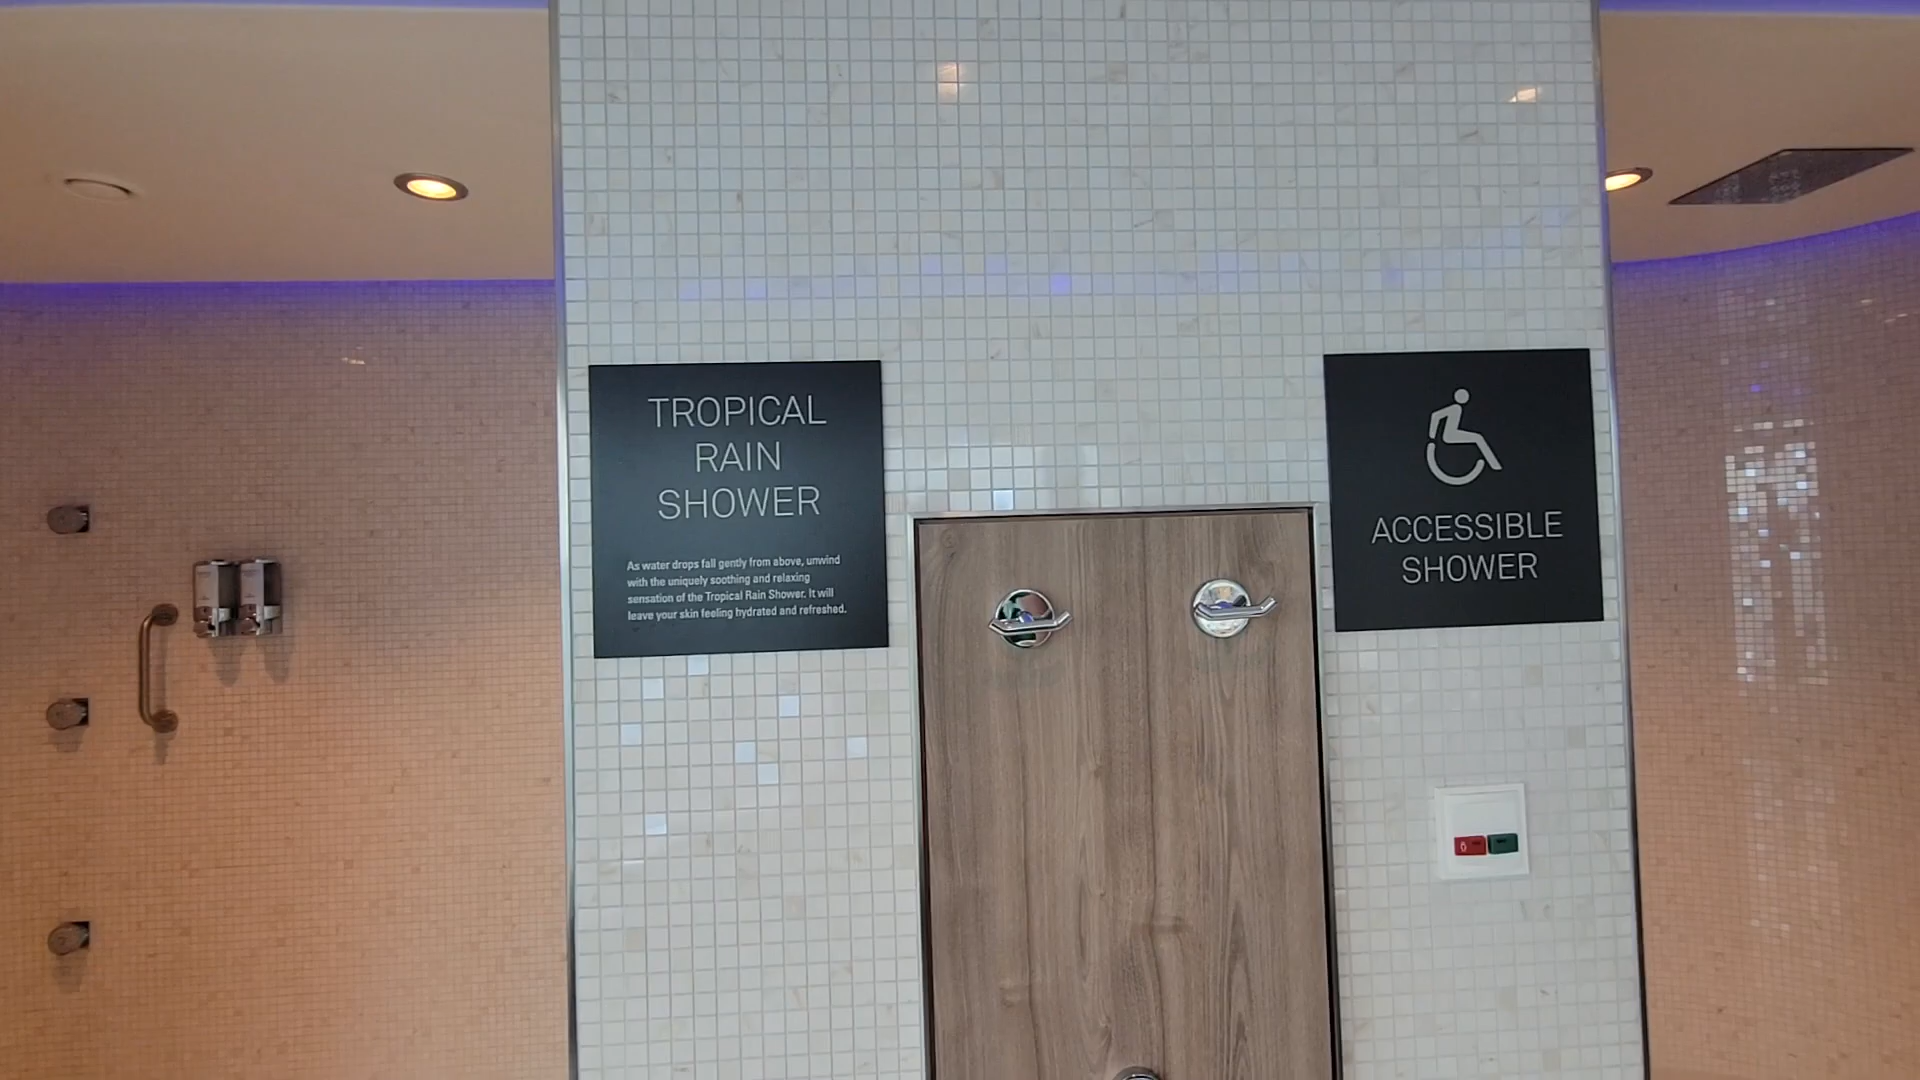 TROPICAL
RAIN
SHOWER
As water drops fall gently from above, unwind
with the uniquely soothing and relaxing
sensation of the Tropical Rain Shower. It will
leave your skin feeling hydrated and refreshed.
ACCESSIBLE
SHOWER